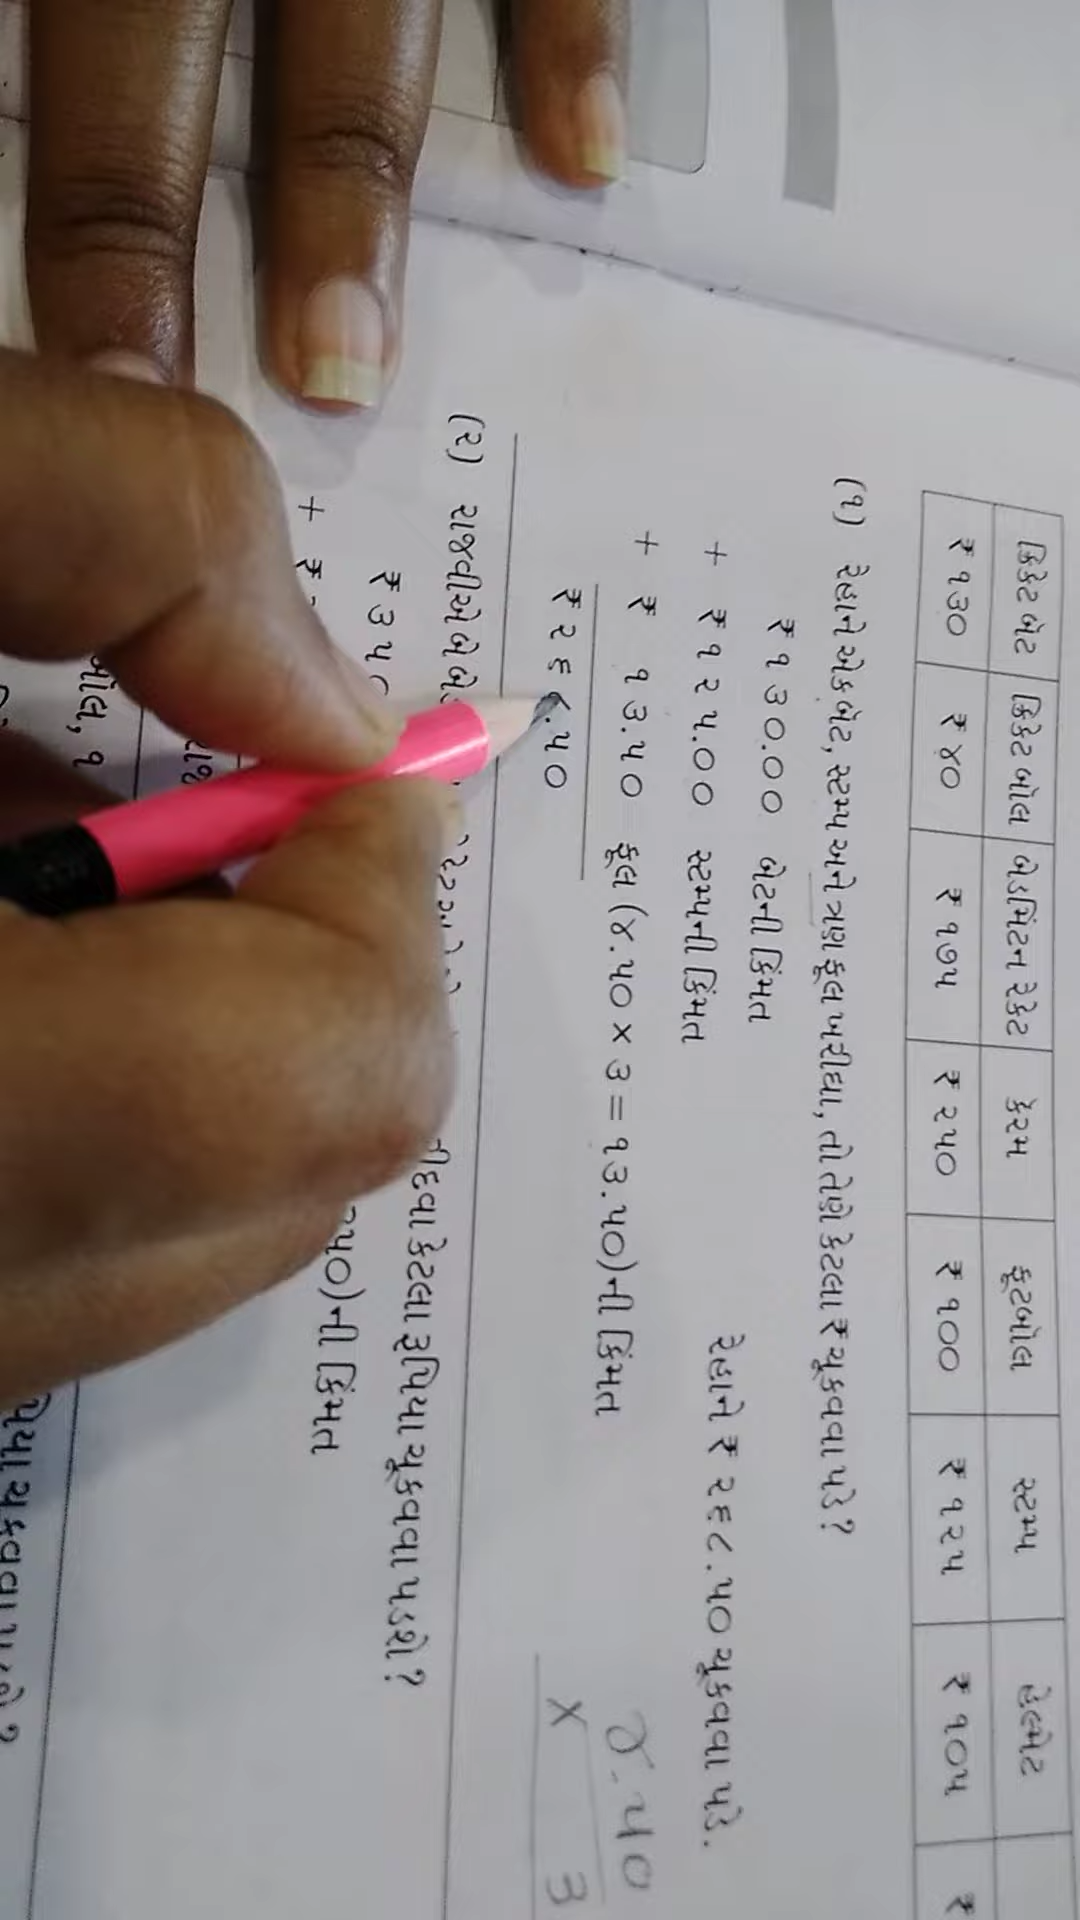 ક્રિકેટ બેટ ક્રિકેટ બોલ બેડમિંટન રેકેટ કેરમ ફૂટબોલ સ્ટમ્પ હેલ્મેટ
₹ ૧૩૦ ₹ ૪૦ ₹ ૧૭૫ ₹ ૨૫૦ ₹ ૧૦૦ ₹ ૧૨૫ ₹ ૧૦૫ ₹
(૧) રેહાને એક બેટ, સ્ટમ્પ અને ત્રણ ફૂલ ખરીદ્યા, તો તેણે કેટલા ₹ ચૂકવવા પડે?
₹ ૧૩૦.૦૦ બેટની કિંમત
+ ₹ ૧૨૫.૦૦ સ્ટમ્પની કિંમત રેહાને ₹ ૨૬૮.૫૦ ચૂકવવા પડે.
+ ₹ ૧૩.૫૦ ફૂલ (૪.૫૦ × ૩ = ૧૩.૫૦)ની કિંમત
૪.૫૦
₹ ૨૬૮.૫૦
× ૩
(૨) રાજવીએ બે કેટલા રૂપિયા ચૂકવવા પડશે?
₹ ૩૫
+ ₹ ૫૦)ની કિંમત
બોલ, ૧